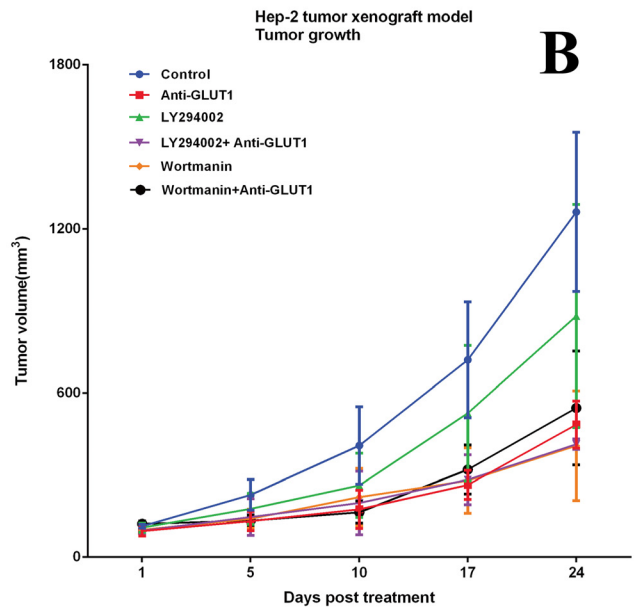 Hep-2 tumor xenograft model
Tumor growth
B
1800
1200
600
0
Tumor volume(mm³)
Control
Anti-GLUT1
LY294002
LY294002+ Anti-GLUT1
Wortmanin
Wortmanin+Anti-GLUT1
1 5 10 17 24
Days post treatment